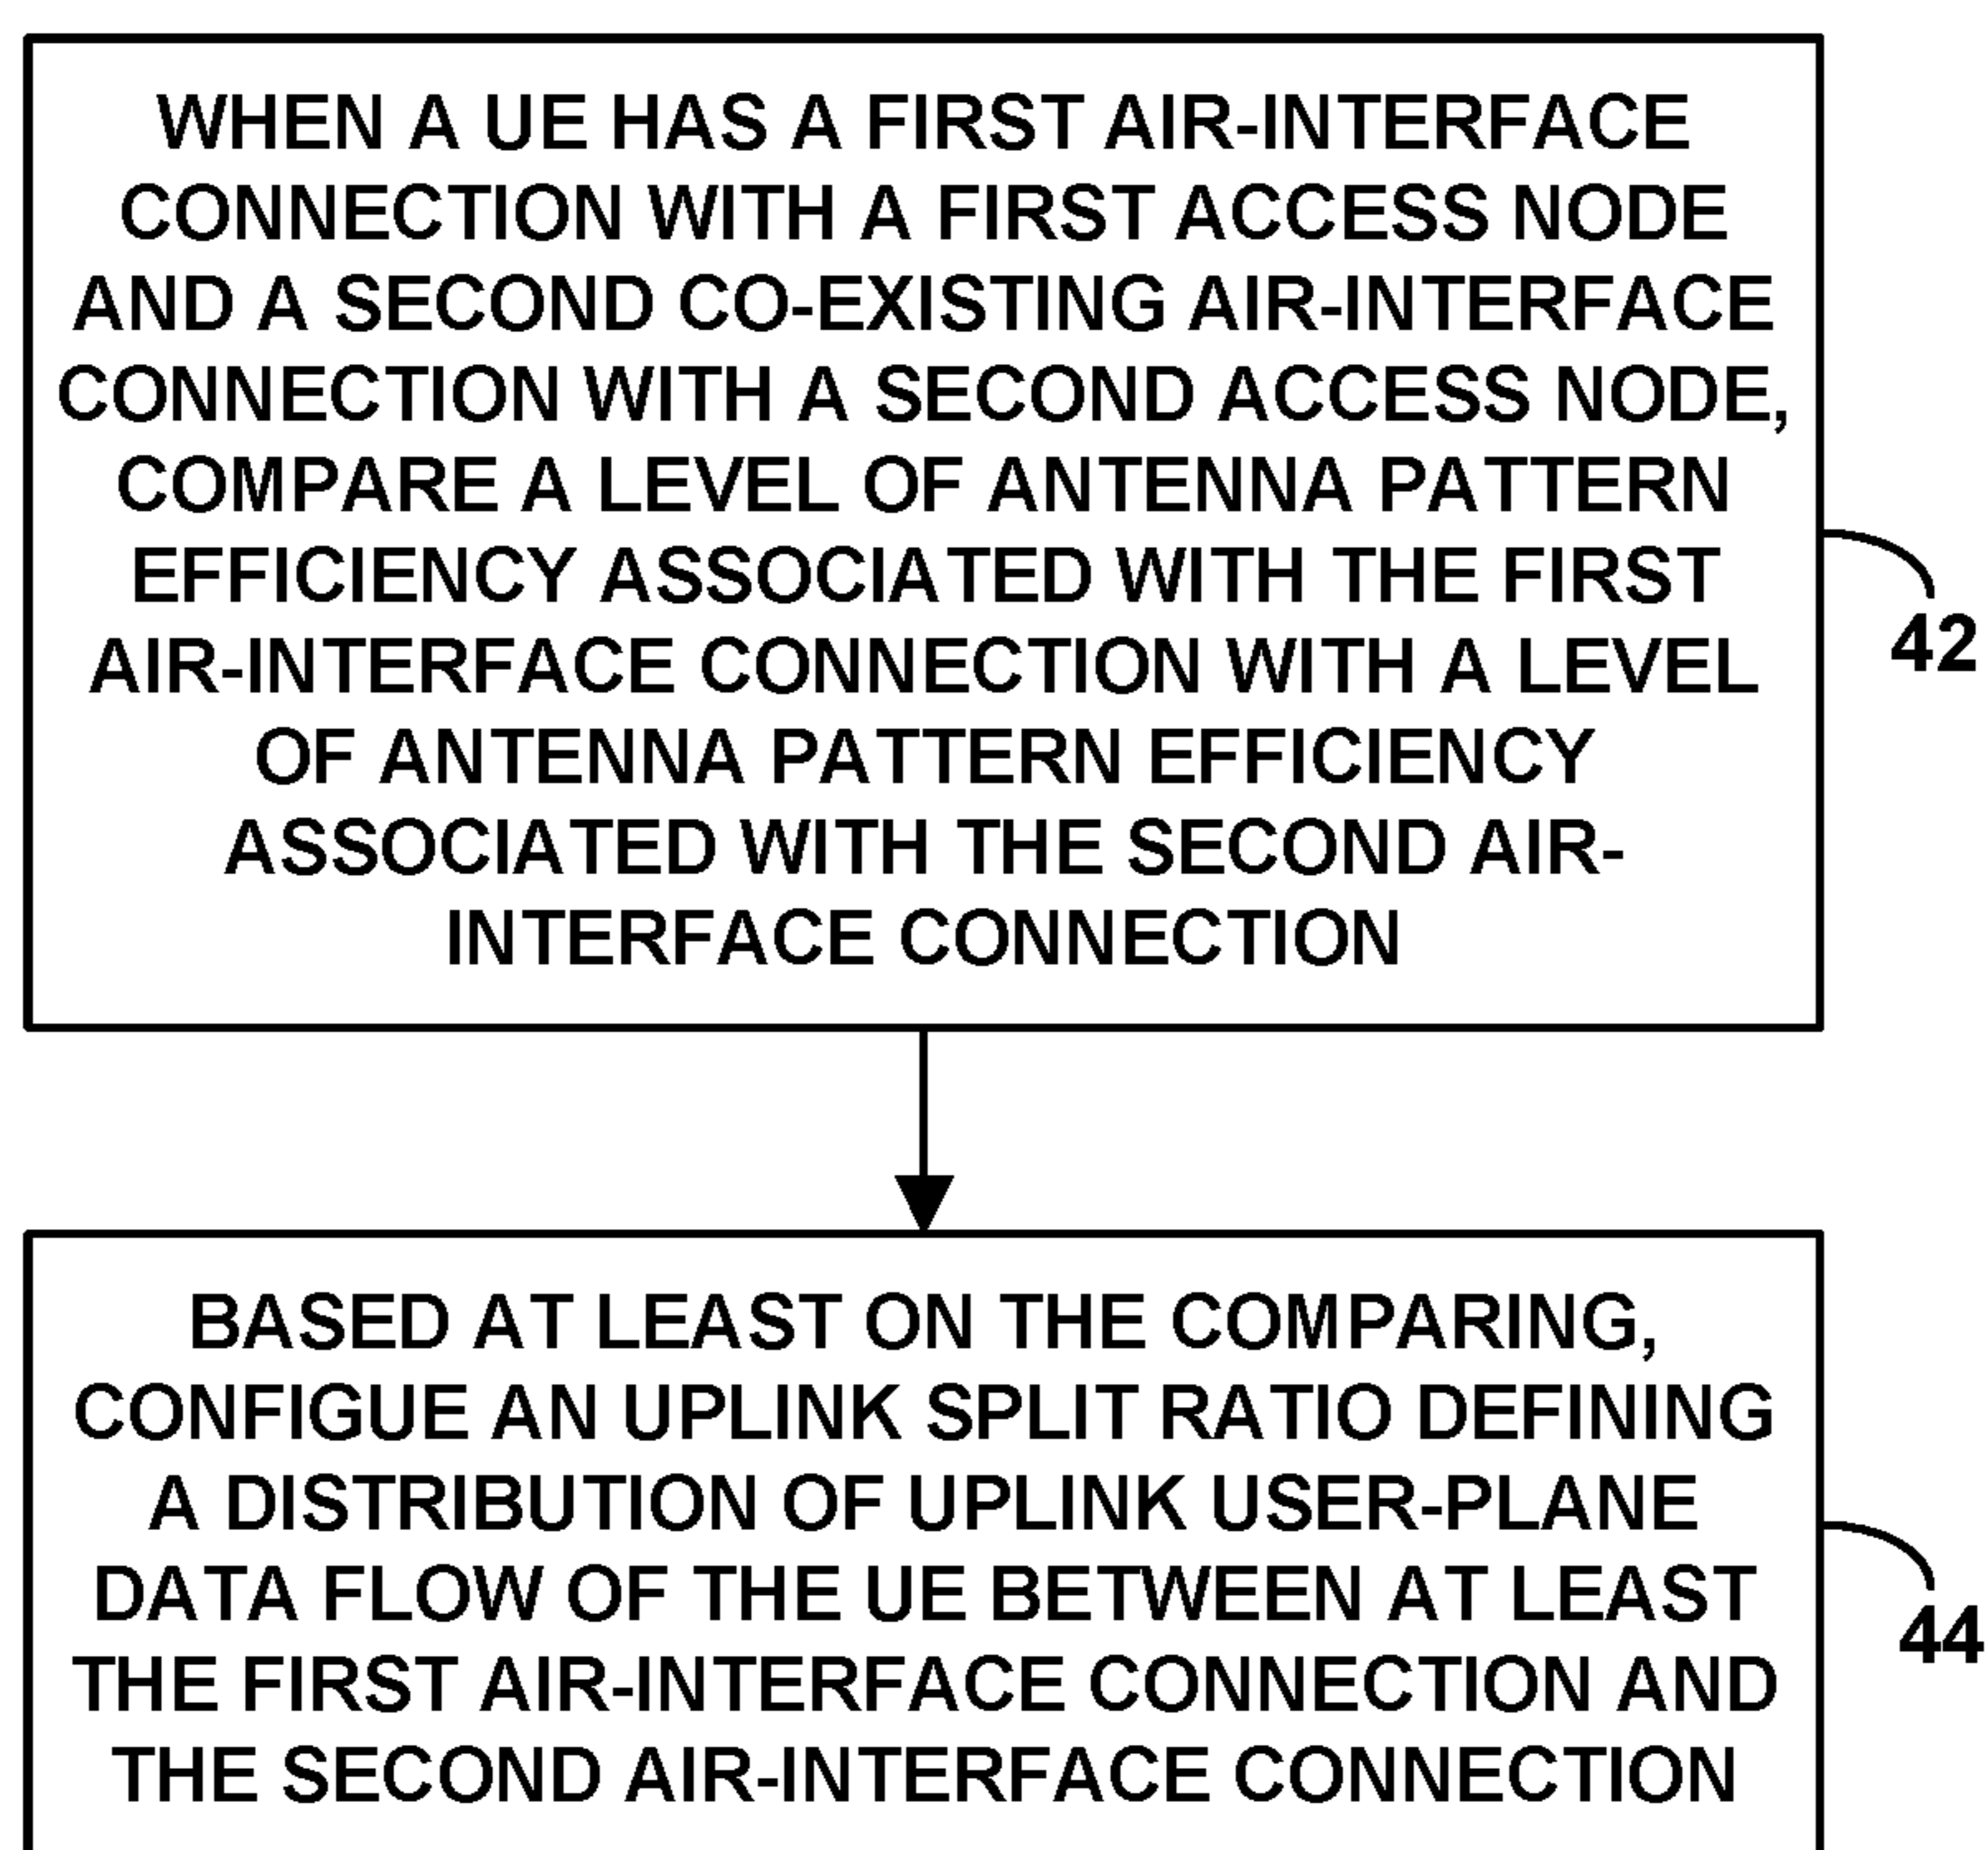 WHEN A UE HAS A FIRST AIR-INTERFACE
CONNECTION WITH A FIRST ACCESS NODE
AND A SECOND CO-EXISTING AIR-INTERFACE
CONNECTION WITH A SECOND ACCESS NODE,
COMPARE A LEVEL OF ANTENNA PATTERN
EFFICIENCY ASSOCIATED WITH THE FIRST
AIR-INTERFACE CONNECTION WITH A LEVEL
OF ANTENNA PATTERN EFFICIENCY
ASSOCIATED WITH THE SECOND AIR-
INTERFACE CONNECTION
42
BASED AT LEAST ON THE COMPARING,
CONFIGUE AN UPLINK SPLIT RATIO DEFINING
A DISTRIBUTION OF UPLINK USER-PLANE
DATA FLOW OF THE UE BETWEEN AT LEAST
THE FIRST AIR-INTERFACE CONNECTION AND
THE SECOND AIR-INTERFACE CONNECTION
44